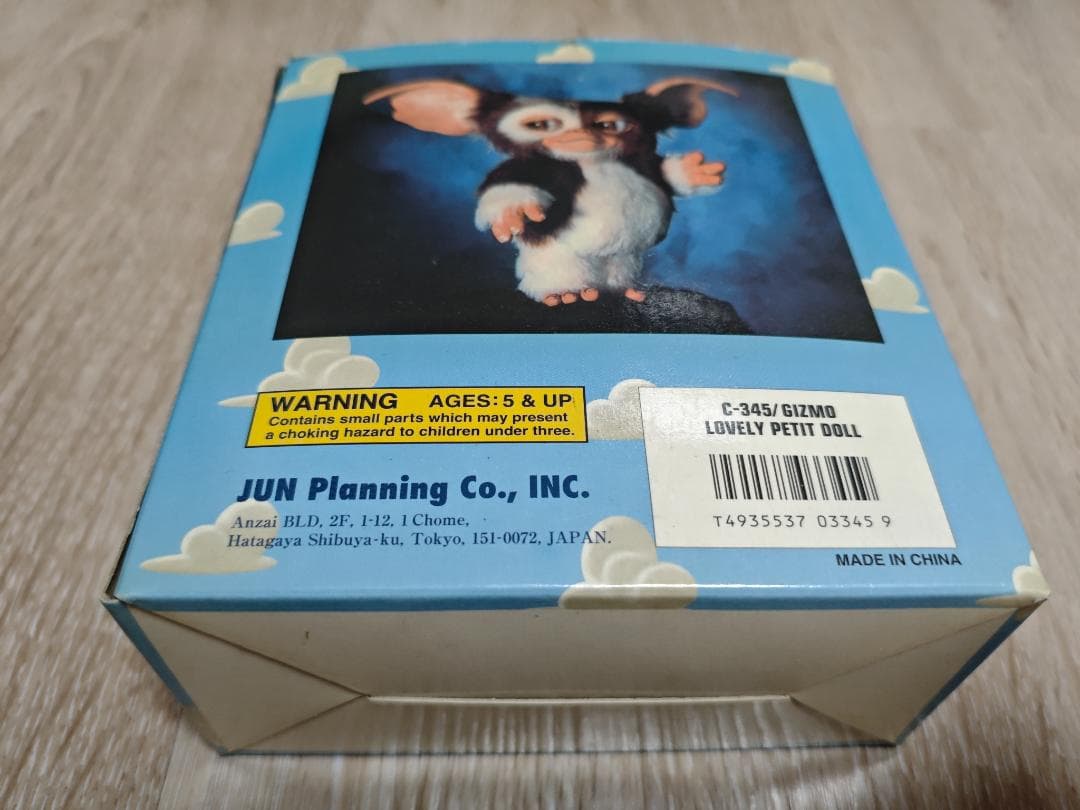 WARNING AGES: 5 & UP
Contains small parts which may present
a choking hazard to children under three.
JUN Planning Co., INC.
Anzai BLD, 2F, 1-12, 1 Chome,
Hatagaya Shibuya-ku, Tokyo, 151-0072, JAPAN.
C-345/GIZMO
LOVELY PETIT DOLL
T4935537 03345 9
MADE IN CHINA